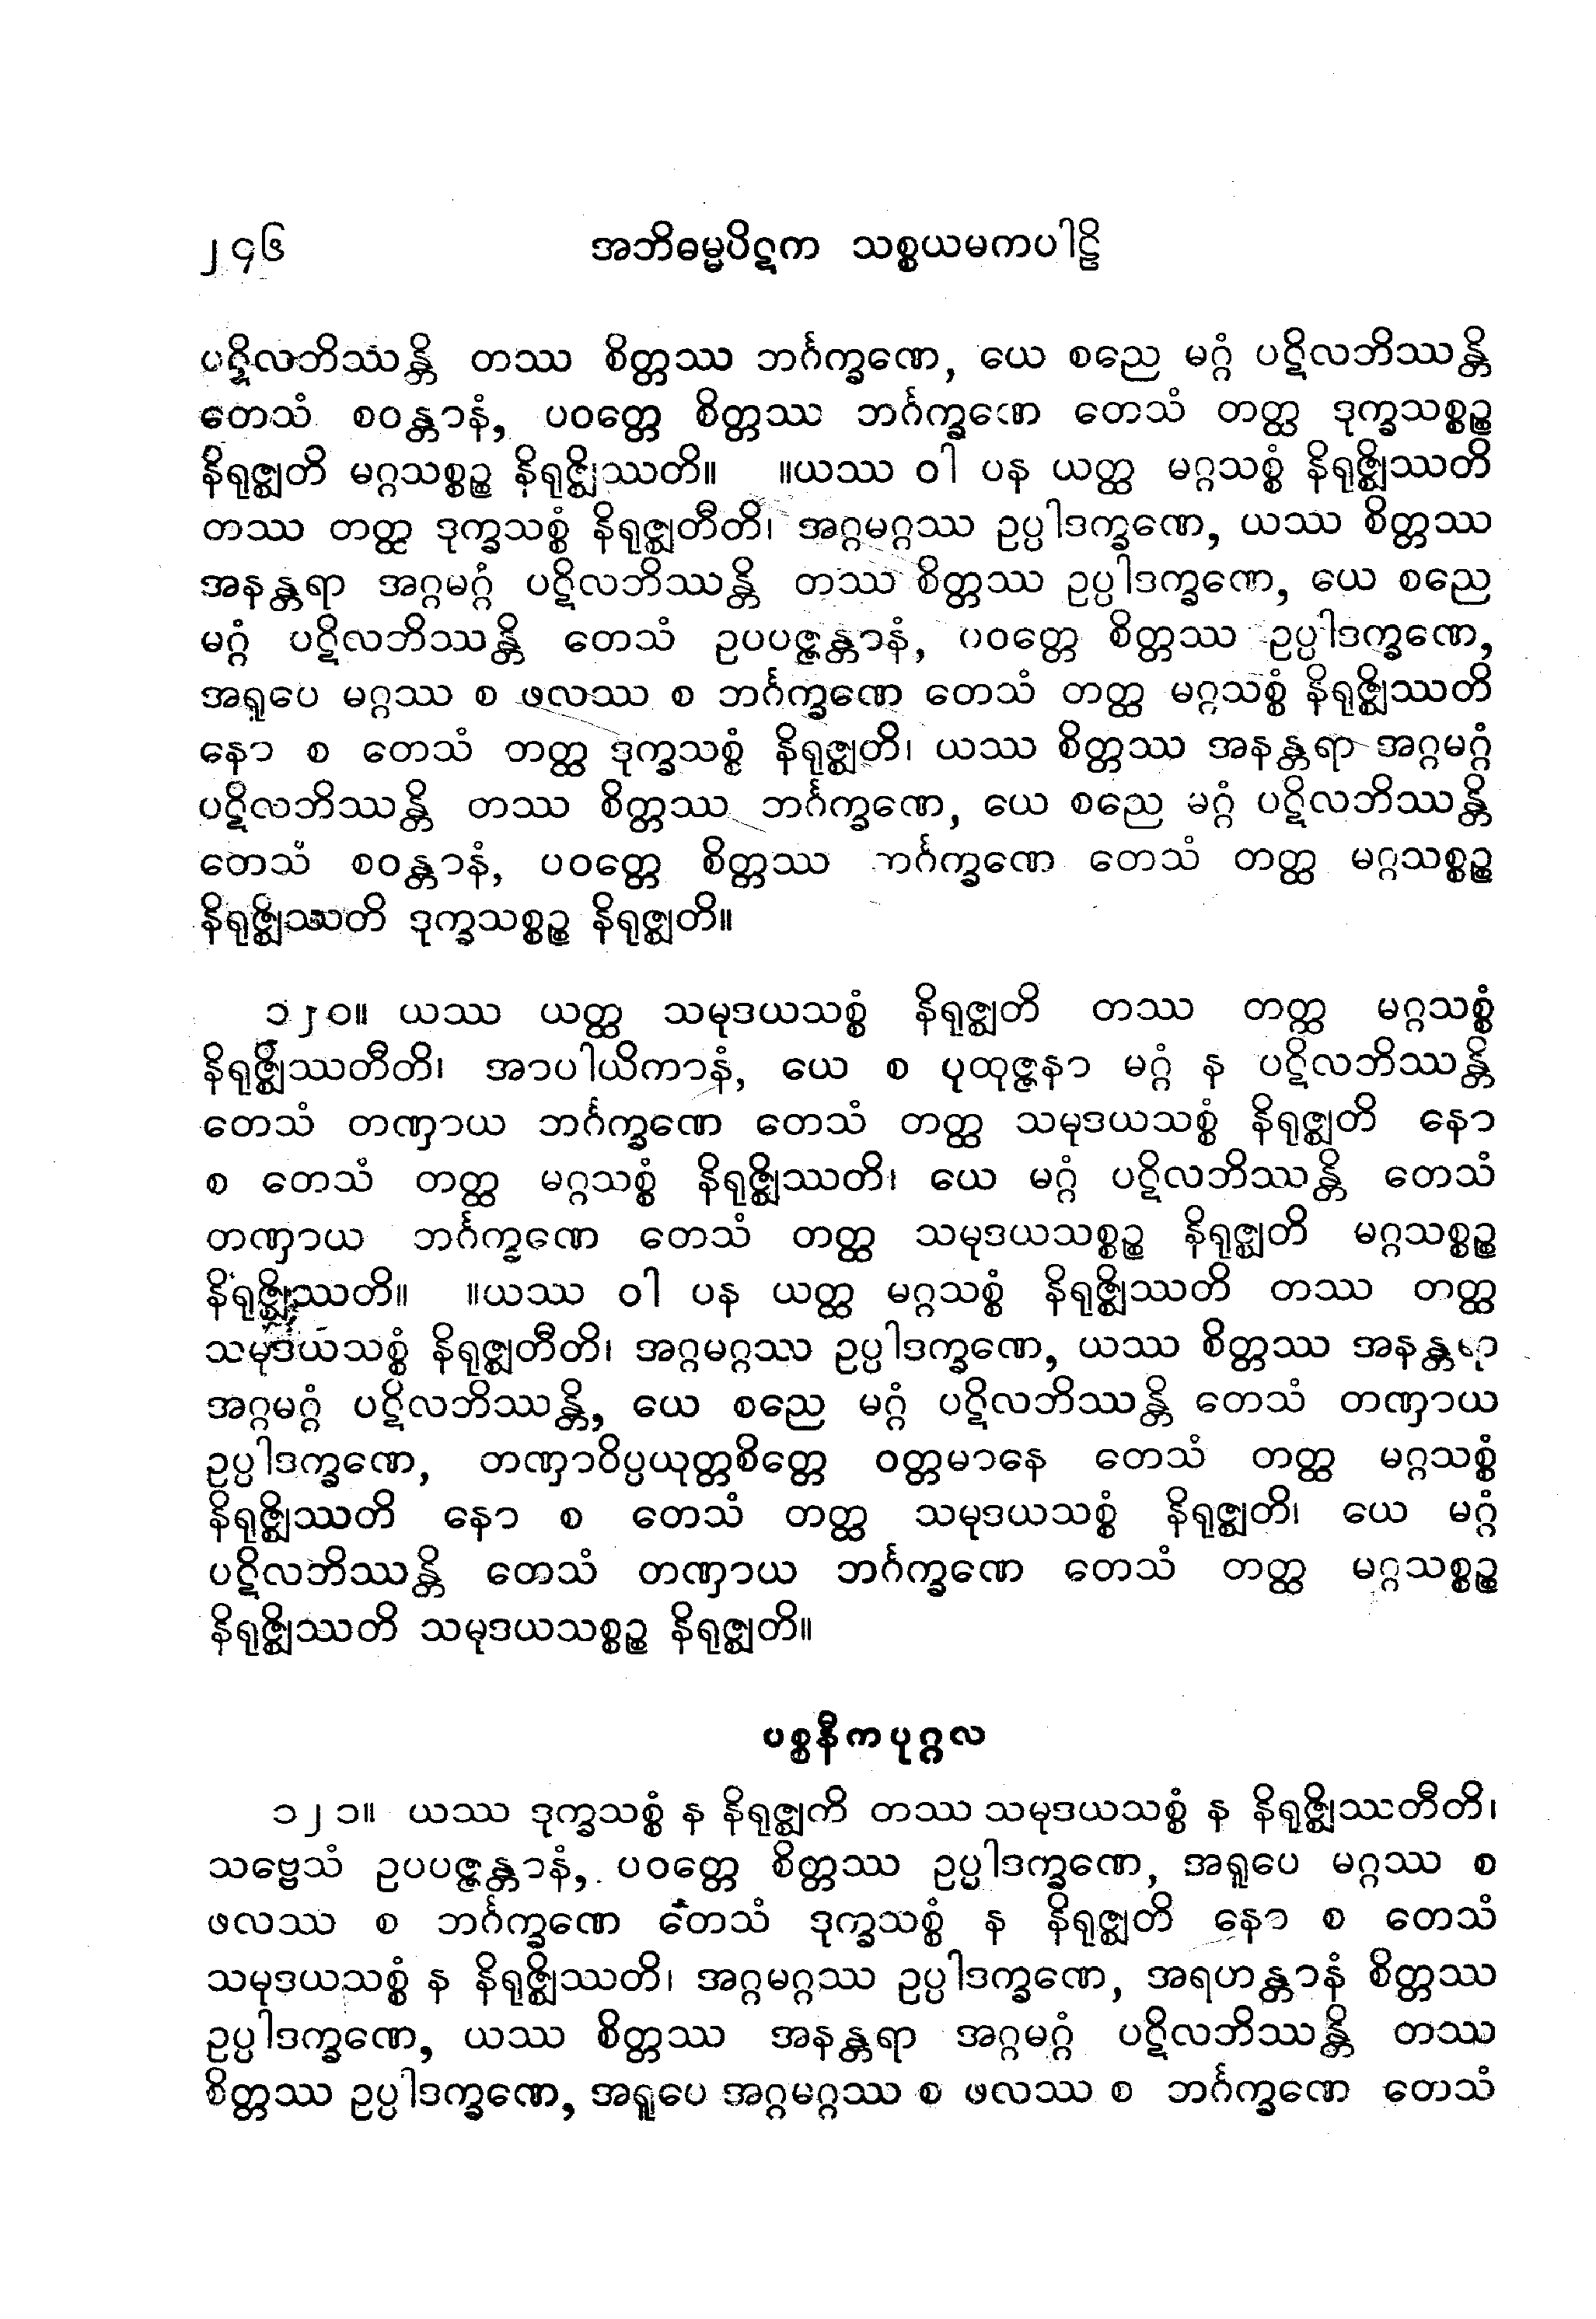 ၂၄၆ အဘိဓမ္မပိဋက သစ္စယမကပါဠိ
ပဋိလဘိဿန္တိ တဿ စိတ္တဿ ဘင်္ဂက္ခဏေ, ယေ စညေ မဂ္ဂံ ပဋိလဘိဿန္တိ
တေသံ စဝန္တာနံ, ပဝတ္တေ စိတ္တဿ ဘင်္ဂက္ခဏေ တေသံ တတ္ထ ဒုက္ခသစ္စဉ္စ
နိရုဇ္ဈတိ မဂ္ဂသစ္စဉ္စ နိရုဇ္ဈိဿတိ။ ။ယဿ ဝါ ပန ယတ္ထ မဂ္ဂသစ္စံ နိရုဇ္ဈိဿတိ
တဿ တတ္ထ ဒုက္ခသစ္စံ နိရုဇ္ဈတီတိ၊ အဂ္ဂမဂ္ဂဿ ဥပ္ပါဒက္ခဏေ, ယဿ စိတ္တဿ
အနန္တရာ အဂ္ဂမဂ္ဂံ ပဋိလဘိဿန္တိ တဿ စိတ္တဿ ဥပ္ပါဒက္ခဏေ, ယေ စညေ
မဂ္ဂံ ပဋိလဘိဿန္တိ တေသံ ဥပပဇ္ဇန္တာနံ, ပဝတ္တေ စိတ္တဿ ဥပ္ပါဒက္ခဏေ,
အရူပေ မဂ္ဂဿ စ ဖလဿ စ ဘင်္ဂက္ခဏေ တေသံ တတ္ထ မဂ္ဂသစ္စံ နိရုဇ္ဈိဿတိ
နော စ တေသံ တတ္ထ ဒုက္ခသစ္စံ နိရုဇ္ဈတိ၊ ယဿ စိတ္တဿ အနန္တရာ အဂ္ဂမဂ္ဂံ
ပဋိလဘိဿန္တိ တဿ စိတ္တဿ ဘင်္ဂက္ခဏေ, ယေ စညေ မဂ္ဂံ ပဋိလဘိဿန္တိ
တေသံ စဝန္တာနံ, ပဝတ္တေ စိတ္တဿ ဘင်္ဂက္ခဏေ တေသံ တတ္ထ မဂ္ဂသစ္စဉ္စ
နိရုဇ္ဈိဿတိ ဒုက္ခသစ္စဉ္စ နိရုဇ္ဈတိ။
၁၂၀။ ယဿ ယတ္ထ သမုဒယသစ္စံ နိရုဇ္ဈတိ တဿ တတ္ထ မဂ္ဂသစ္စံ
နိရုဇ္ဈိဿတီတိ၊ အာပါယိကာနံ, ယေ စ ပုထုဇ္ဇနာ မဂ္ဂံ န ပဋိလဘိဿန္တိ
တေသံ တဏှာယ ဘင်္ဂက္ခဏေ တေသံ တတ္ထ သမုဒယသစ္စံ နိရုဇ္ဈတိ နော
စ တေသံ တတ္ထ မဂ္ဂသစ္စံ နိရုဇ္ဈိဿတိ၊ ယေ မဂ္ဂံ ပဋိလဘိဿန္တိ တေသံ
တဏှာယ ဘင်္ဂက္ခဏေ တေသံ တတ္ထ သမုဒယသစ္စဉ္စ နိရုဇ္ဈတိ မဂ္ဂသစ္စဉ္စ
နိရုဇ္ဈိဿတိ။ ။ယဿ ဝါ ပန ယတ္ထ မဂ္ဂသစ္စံ နိရုဇ္ဈိဿတိ တဿ တတ္ထ
သမုဒယသစ္စံ နိရုဇ္ဈတီတိ၊ အဂ္ဂမဂ္ဂဿ ဥပ္ပါဒက္ခဏေ, ယဿ စိတ္တဿ အနန္တရာ
အဂ္ဂမဂ္ဂံ ပဋိလဘိဿန္တိ, ယေ စညေ မဂ္ဂံ ပဋိလဘိဿန္တိ တေသံ တဏှာယ
ဥပ္ပါဒက္ခဏေ, တဏှာဝိပ္ပယုတ္တစိတ္တေ ဝတ္တမာနေ တေသံ တတ္ထ မဂ္ဂသစ္စံ
နိရုဇ္ဈိဿတိ နော စ တေသံ တတ္ထ သမုဒယသစ္စံ နိရုဇ္ဈတိ၊ ယေ မဂ္ဂံ
ပဋိလဘိဿန္တိ တေသံ တဏှာယ ဘင်္ဂက္ခဏေ တေသံ တတ္ထ မဂ္ဂသစ္စဉ္စ
နိရုဇ္ဈိဿတိ သမုဒယသစ္စဉ္စ နိရုဇ္ဈတိ။
ပစ္စနီကပုဂ္ဂလ
၁၂၁။ ယဿ ဒုက္ခသစ္စံ န နိရုဇ္ဈကိ တဿ သမုဒယသစ္စံ န နိရုဇ္ဈိဿတီတိ၊
သဗ္ဗေသံ ဥပပဇ္ဇန္တာနံ, ပဝတ္တေ စိတ္တဿ ဥပ္ပါဒက္ခဏေ, အရူပေ မဂ္ဂဿ စ
ဖလဿ စ ဘင်္ဂက္ခဏေ တေသံ ဒုက္ခသစ္စံ န နိရုဇ္ဈတိ နော စ တေသံ
သမုဒယသစ္စံ န နိရုဇ္ဈိဿတိ၊ အဂ္ဂမဂ္ဂဿ ဥပ္ပါဒက္ခဏေ, အရဟန္တာနံ စိတ္တဿ
ဥပ္ပါဒက္ခဏေ, ယဿ စိတ္တဿ အနန္တရာ အဂ္ဂမဂ္ဂံ ပဋိလဘိဿန္တိ တဿ
စိတ္တဿ ဥပ္ပါဒက္ခဏေ, အရူပေ အဂ္ဂမဂ္ဂဿ စ ဖလဿ စ ဘင်္ဂက္ခဏေ တေသံ